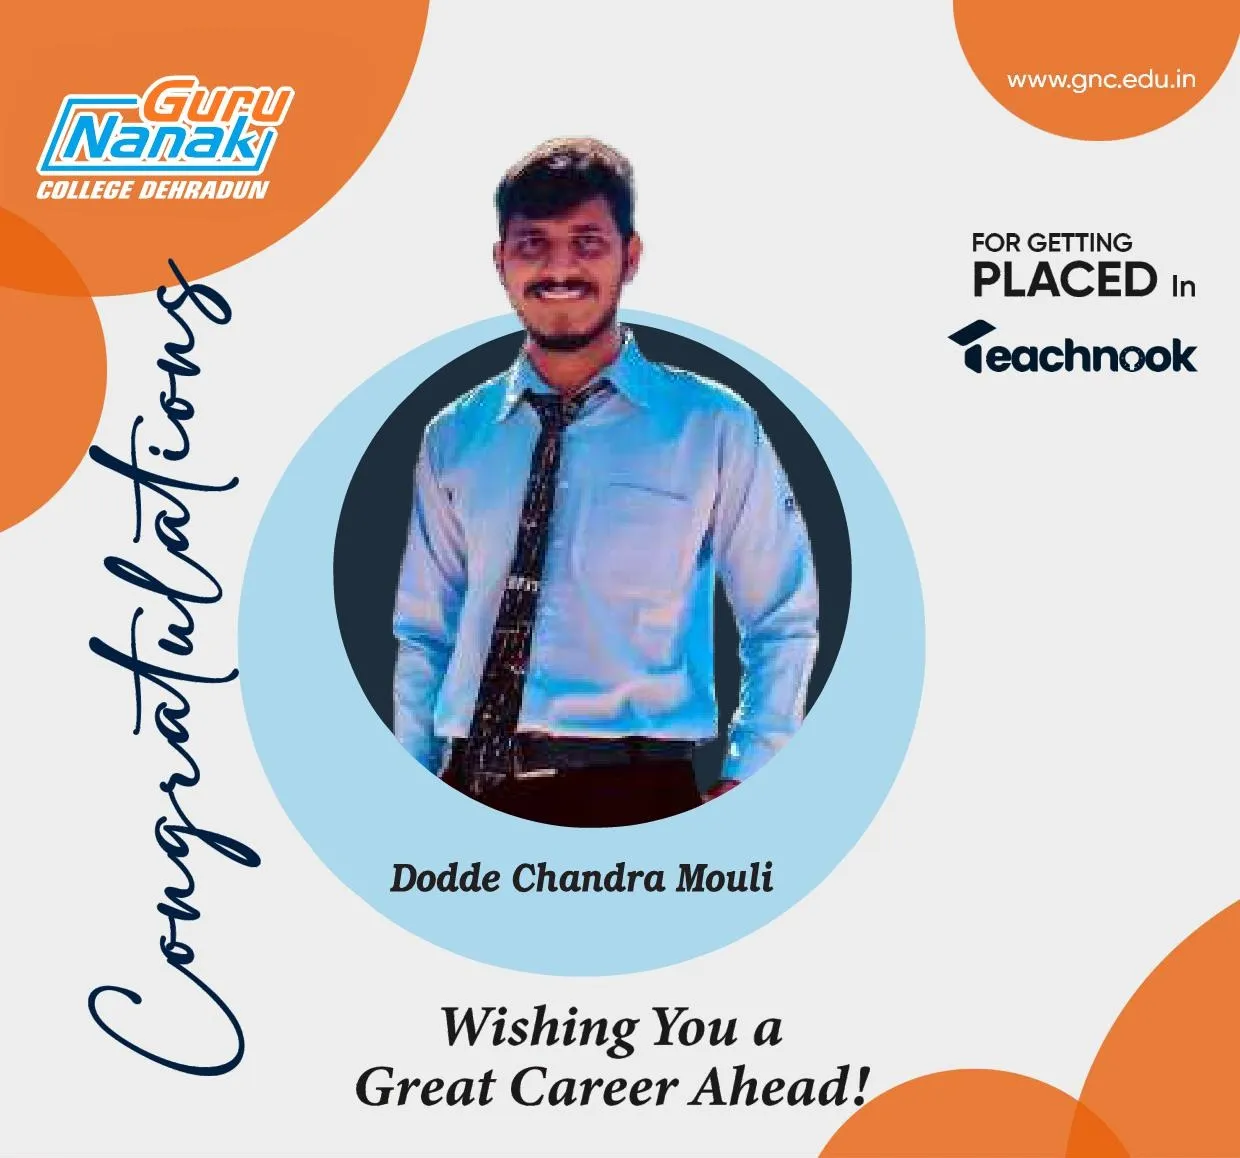 Guru
Nanak
COLLEGE DEHRADUN
www.gnc.edu.in
Congratulations
FOR GETTING
PLACED In
Teachnook
Dodde Chandra Mouli
Wishing You a
Great Career Ahead!